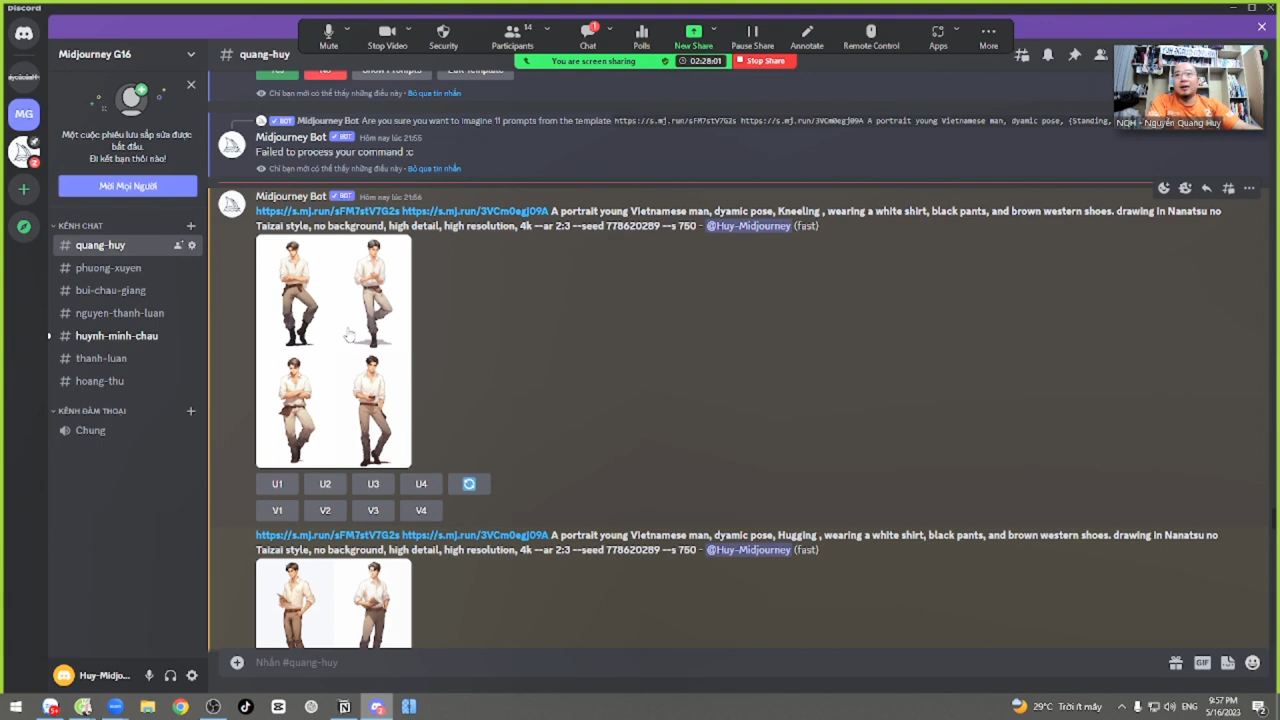 Discord
Mute
Stop Video
Security
14
Participants
1
Chat
Polls
New Share
Pause Share
Annotate
Remote Control
Apps
More
You are screen sharing
02:28:01
Stop Share
Midjourney G16
quang-huy
Show Prompts
Edit Template
Chỉ bạn mới có thể thấy những điều này • Bỏ qua tin nhắn
Một cuộc phiêu lưu sắp sửa được
bắt đầu.
Đi kết bạn thôi nào!
Mời Mọi Người
KÊNH CHAT
quang-huy
phuong-xuyen
bui-chau-giang
nguyen-thanh-luan
huynh-minh-chau
thanh-luan
hoang-thu
KÊNH ĐÀM THOẠI
Chung
MG
2
BOT Midjourney Bot Are you sure you want to imagine 11 prompts from the template https://s.mj.run/sFM7stV7G2s https://s.mj.run/3VCm0egj09A A portrait young Vietnamese man, dyamic pose, {Standing,
Midjourney Bot BOT Hôm nay lúc 21:55
Failed to process your command :c
Chỉ bạn mới có thể thấy những điều này • Bỏ qua tin nhắn
Midjourney Bot BOT Hôm nay lúc 21:56
https://s.mj.run/sFM7stV7G2s https://s.mj.run/3VCm0egj09A A portrait young Vietnamese man, dyamic pose, Kneeling , wearing a white shirt, black pants, and brown western shoes. drawing in Nanatsu no
Taizai style, no background, high detail, high resolution, 4k --ar 2:3 --seed 778620289 --s 750 - @Huy-Midjourney (fast)
U1 U2 U3 U4
V1 V2 V3 V4
https://s.mj.run/sFM7stV7G2s https://s.mj.run/3VCm0egj09A A portrait young Vietnamese man, dyamic pose, Hugging , wearing a white shirt, black pants, and brown western shoes. drawing in Nanatsu no
Taizai style, no background, high detail, high resolution, 4k --ar 2:3 --seed 778620289 --s 750 - @Huy-Midjourney (fast)
Nhắn #quang-huy
GIF
Huy-Midjo...
NQH - Nguyễn Quang Huy
29°C Trời ít mây
9:57 PM
5/16/2023